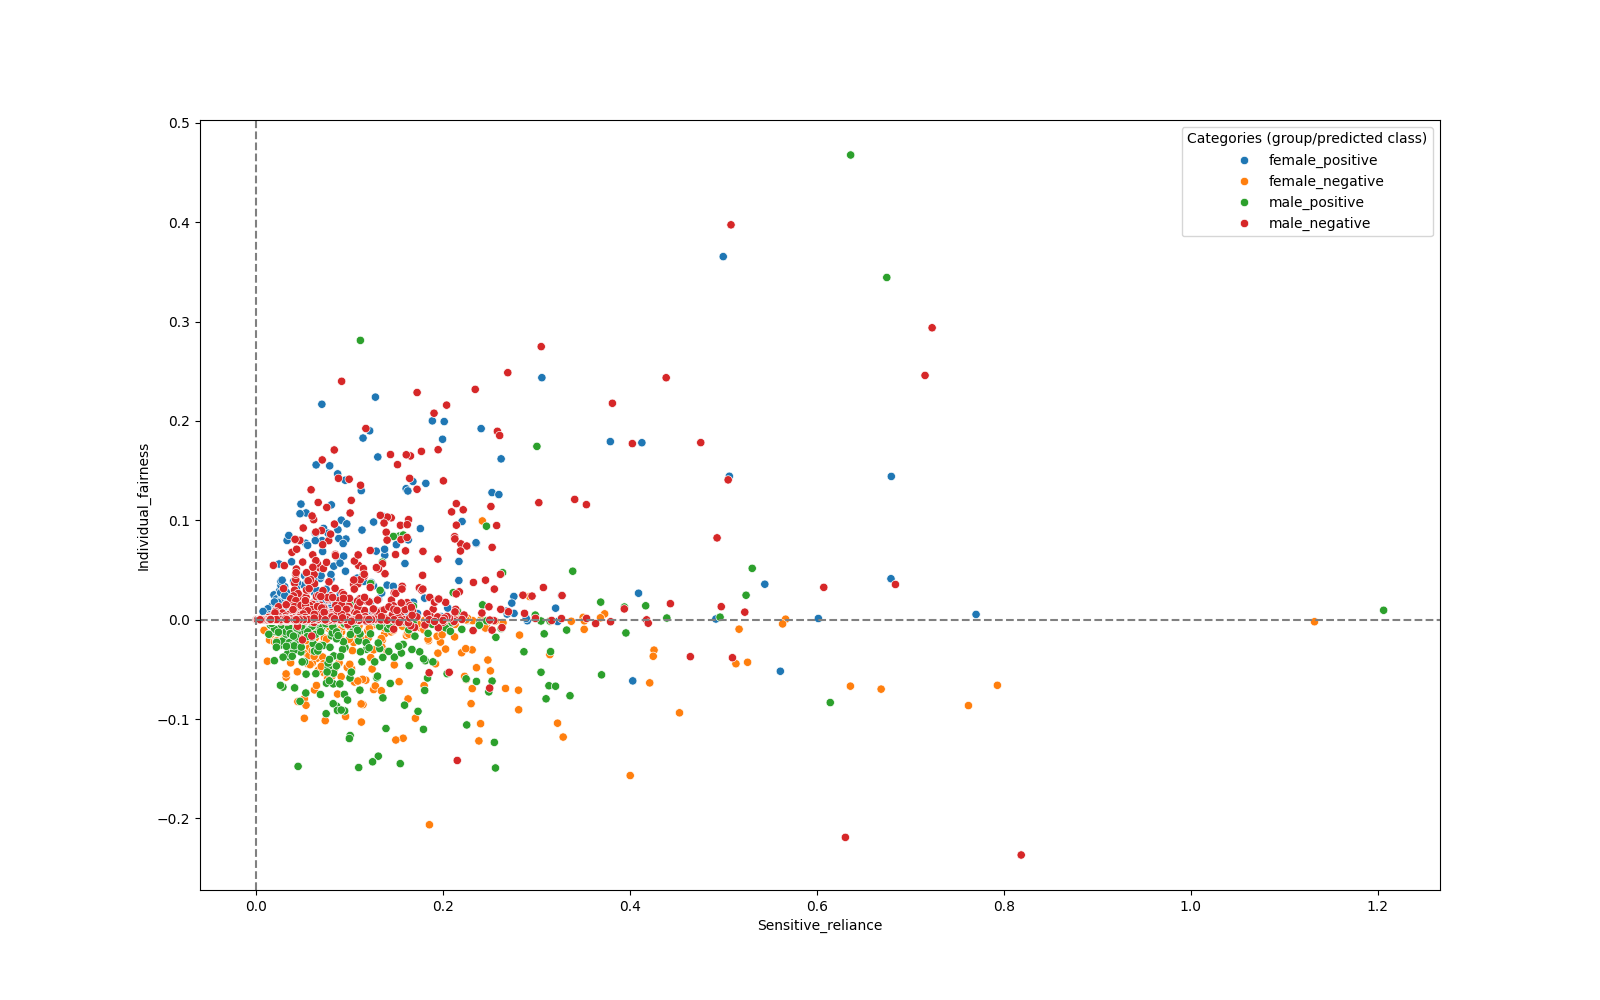 Categories (group/predicted class)
female_positive
female_negative
male_positive
male_negative
0.5
0.4
0.3
0.2
0.1
0.0
−0.1
−0.2
Individual_fairness
0.0 0.2 0.4 0.6 0.8 1.0 1.2
Sensitive_reliance